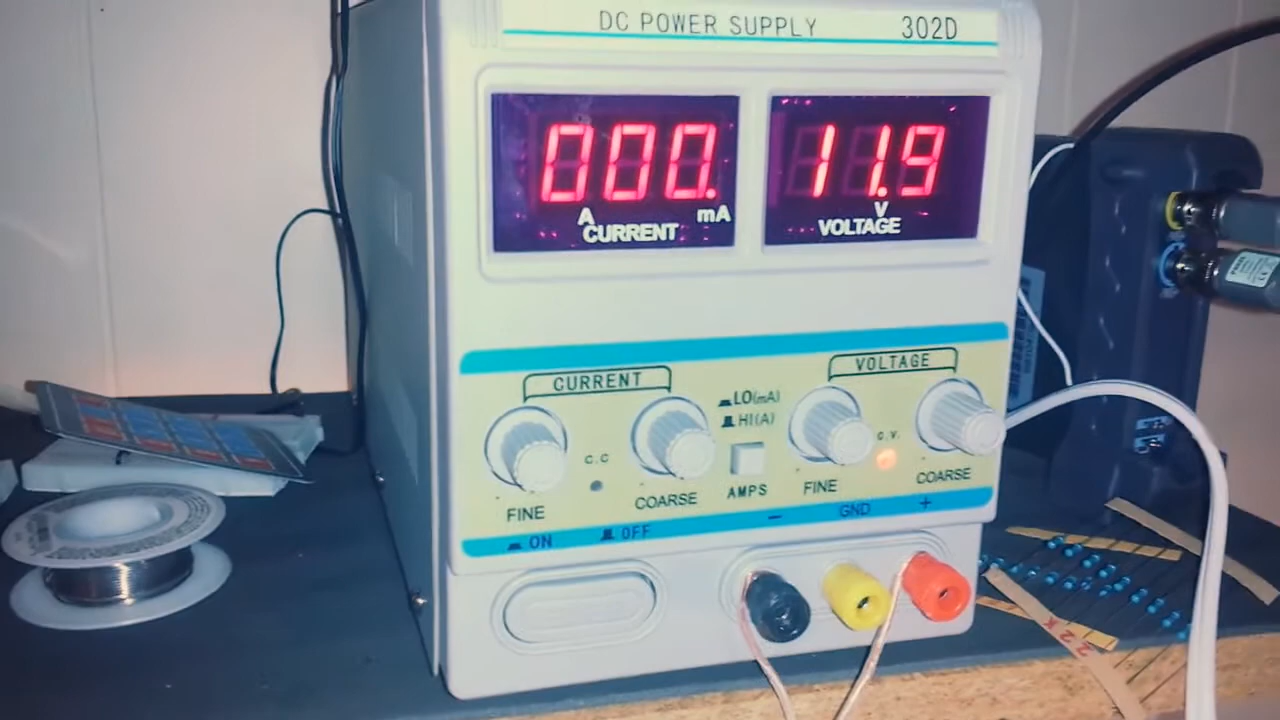 DC POWER SUPPLY 302D
000. 11.9
A mA V
CURRENT VOLTAGE
CURRENT VOLTAGE
LO(mA)
HI(A)
C.C C.V.
FINE COARSE AMPS FINE COARSE
ON OFF - GND +
22K